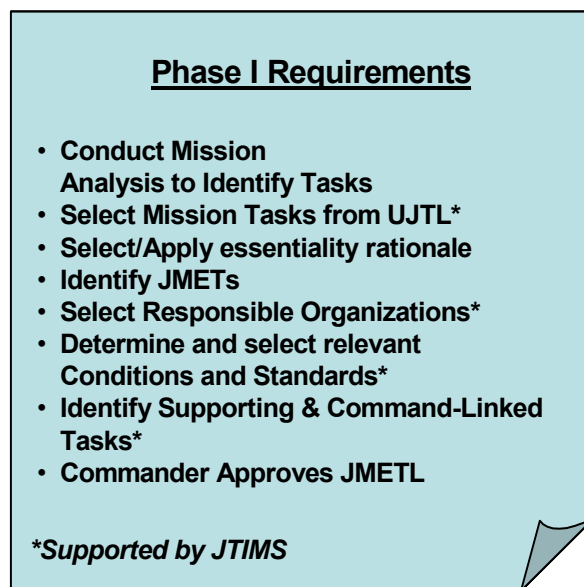 Phase I Requirements
• Conduct Mission
Analysis to Identify Tasks
• Select Mission Tasks from UJTL*
• Select/Apply essentiality rationale
• Identify JMETs
• Select Responsible Organizations*
• Determine and select relevant
Conditions and Standards*
• Identify Supporting & Command-Linked
Tasks*
• Commander Approves JMETL
*Supported by JTIMS